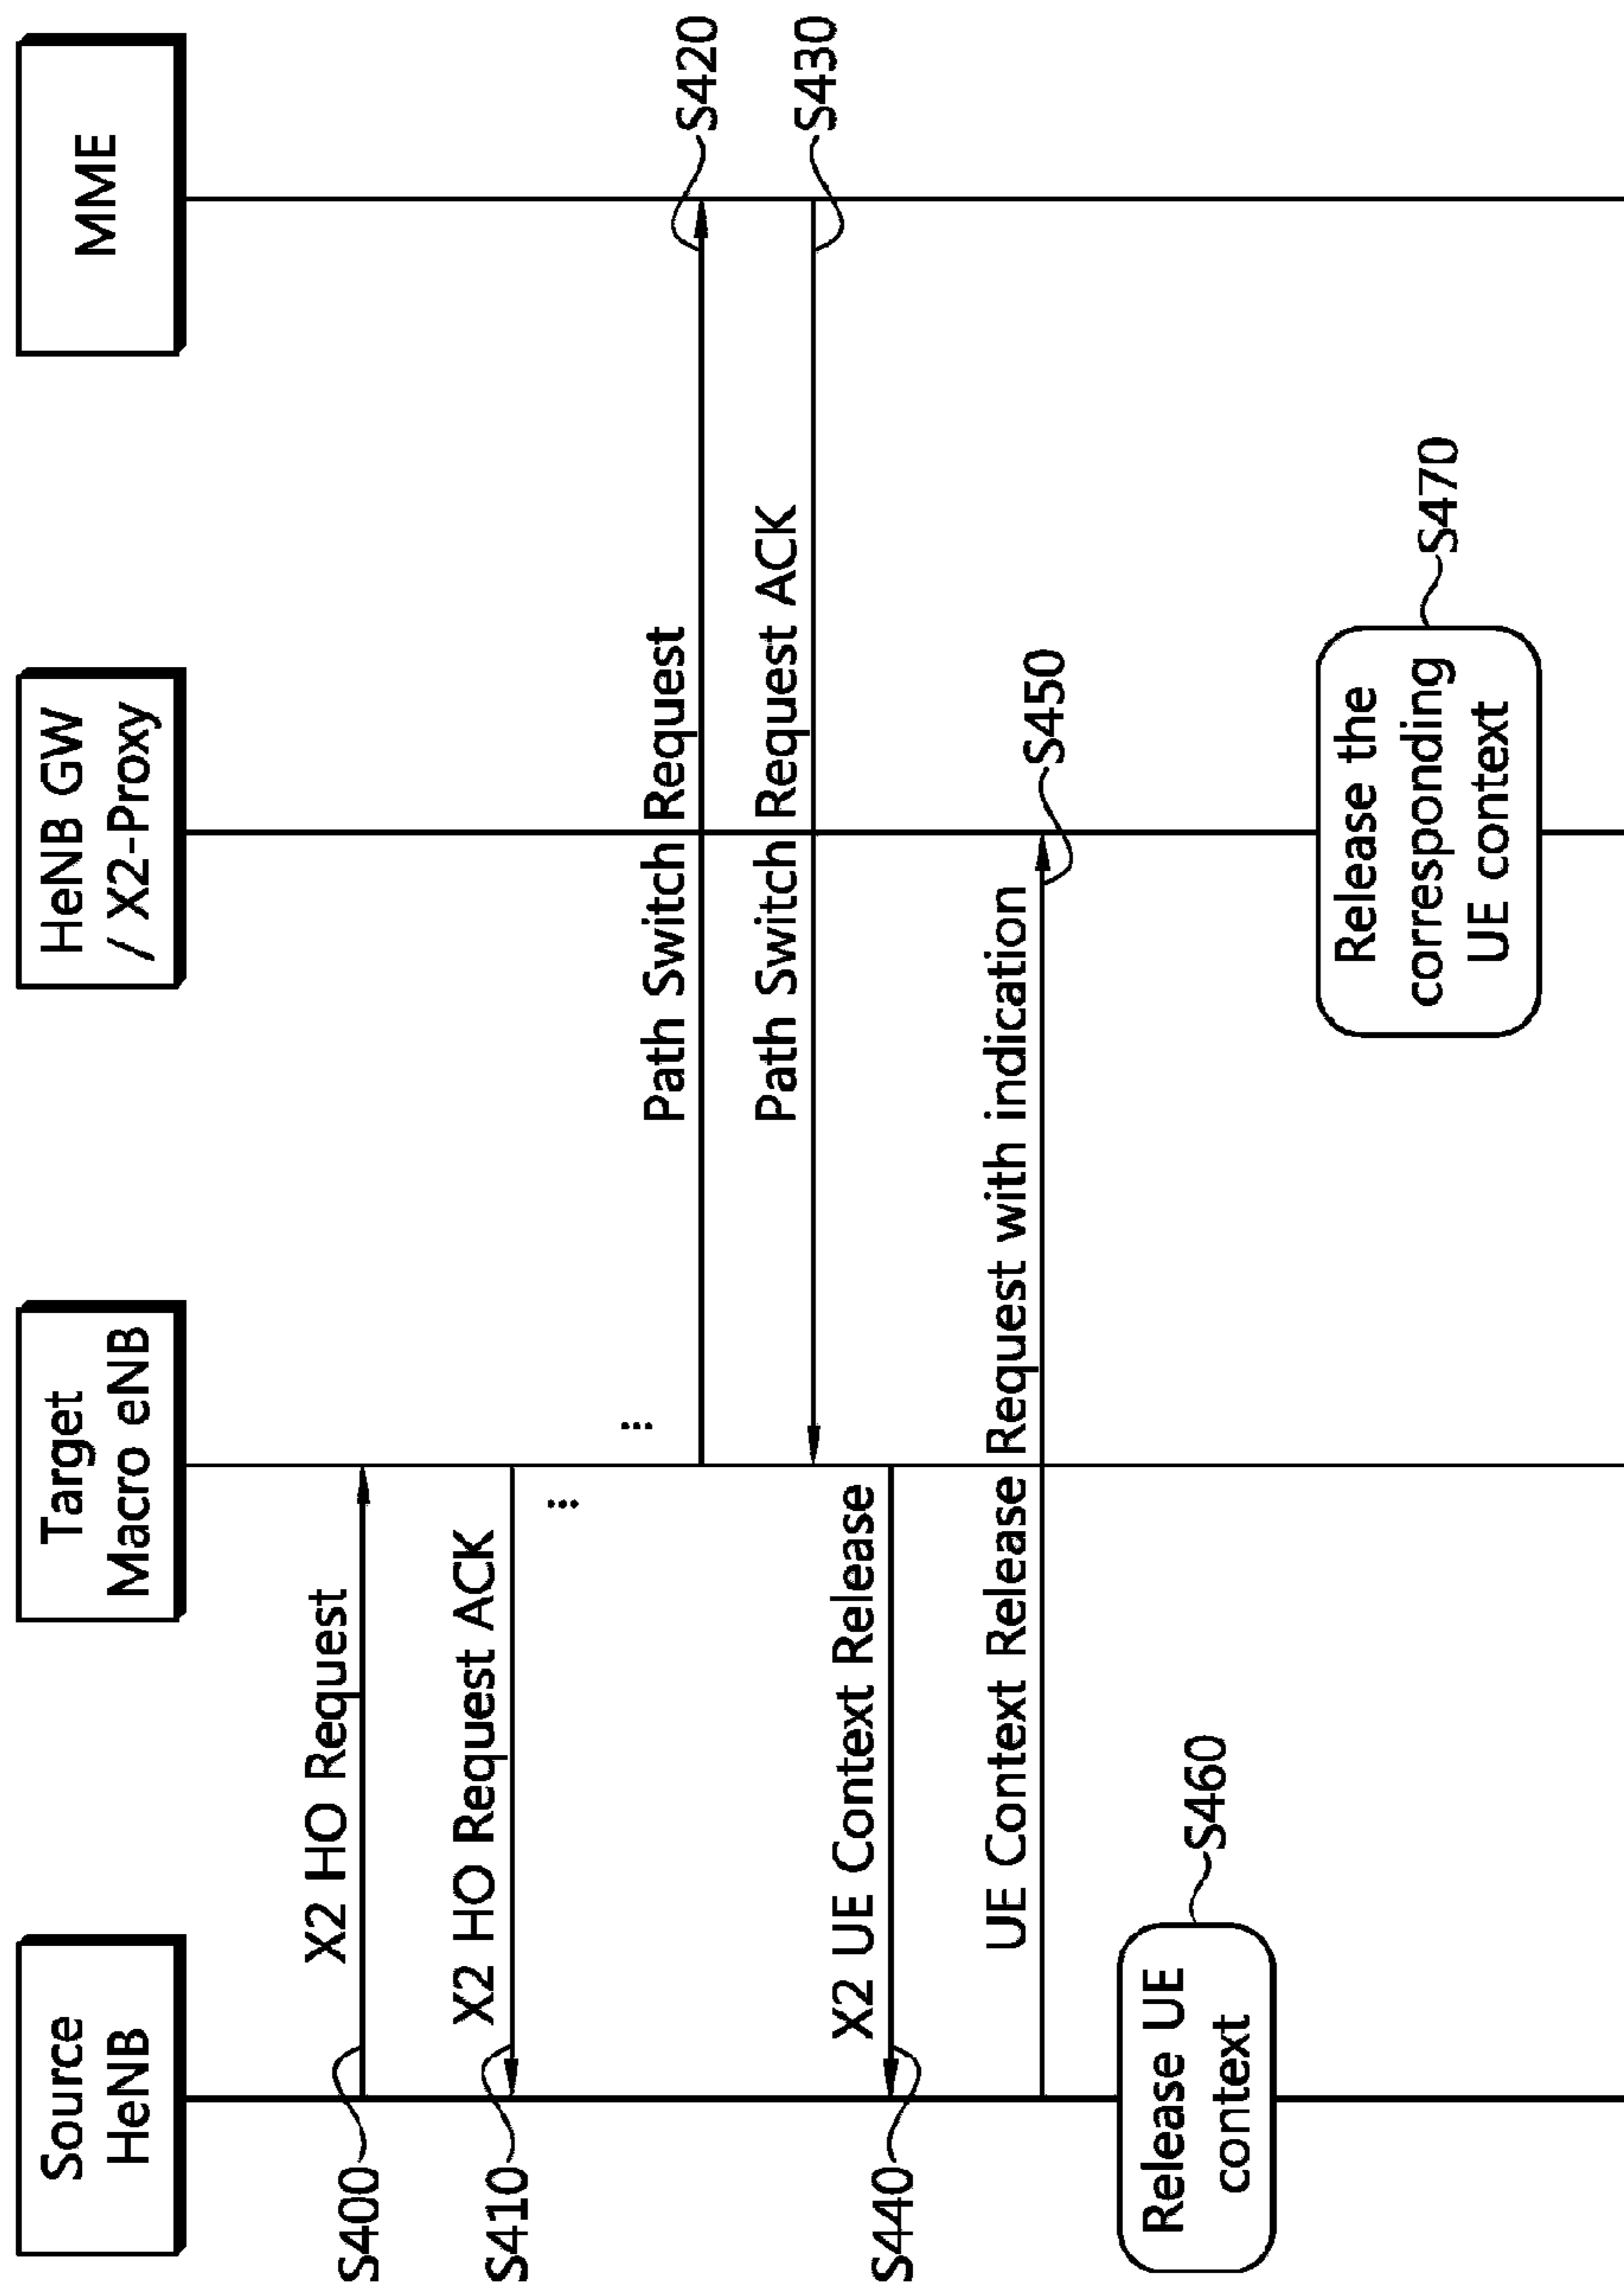 Source
HeNB
Target
Macro eNB
HeNB GW
/ X2-Proxy
MME
X2 HO Request
S400
X2 HO Request ACK
S410
...
...
Path Switch Request
S420
Path Switch Request ACK
S430
X2 UE Context Release
S440
UE Context Release Request with indication
S450
Release UE
context
S460
Release the
corresponding
UE context
S470